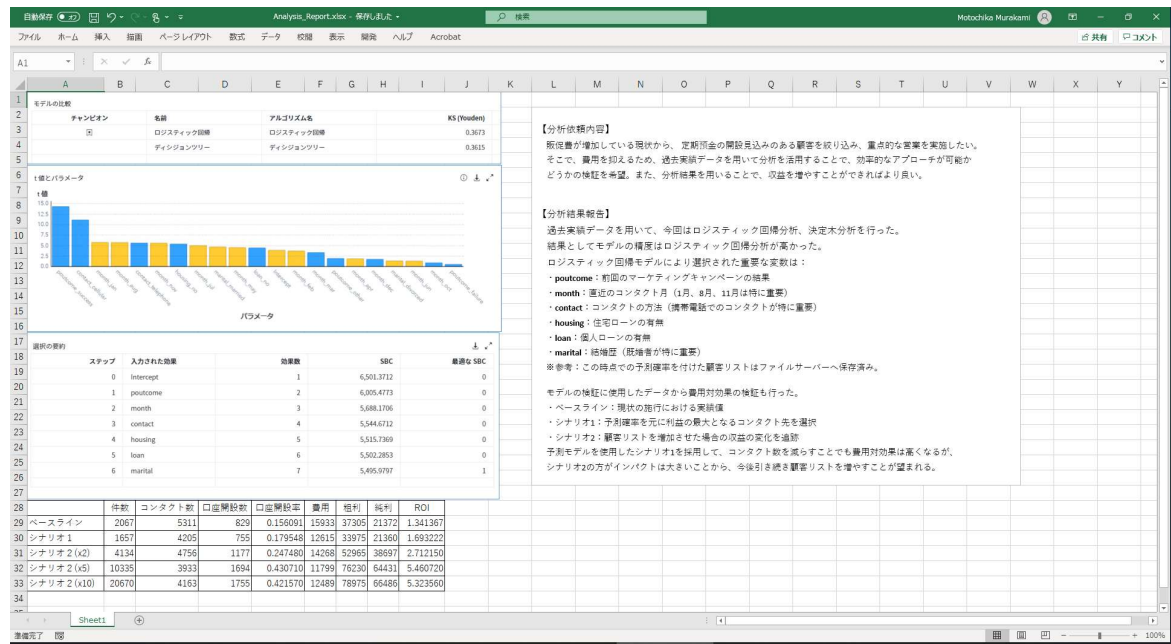 自動保存 オン Analysis_Report.xlsx - 保存しました 検索 Motochika Murakami
ファイル ホーム 挿入 描画 ページ レイアウト 数式 データ 校閲 表示 開発 ヘルプ Acrobat 共有 コメント
A1 fx
A B C D E F G H I J K L M N O P Q R S T U V W X Y
モデルの比較
チャンピオン 名前 アルゴリズム名 KS (Youden)
ロジスティック回帰 ロジスティック回帰 0.3673
ディシジョンツリー ディシジョンツリー 0.3615
t 値とパラメータ
t 値
15.0
12.5
10.0
7.5
5.0
2.5
0.0
poutcome_success contact_cellular month_jan month_aug contact_telephone month_nov housing_no month_jul marital_married month_may loan_no intercept month_feb month_mar poutcome_other month_apr month_dec marital_divorced month_oct poutcome_failure
パラメータ
選択の要約
ステップ 入力された効果 効果数 SBC 最適な SBC
0 Intercept 1 6,501.3712 0
1 poutcome 2 6,005.4773 0
2 month 3 5,688.1706 0
3 contact 4 5,544.6712 0
4 housing 5 5,515.7369 0
5 loan 6 5,502.2853 0
6 marital 7 5,495.9797 1
件数 コンタクト数 口座開設数 口座開設率 費用 粗利 純利 ROI
ベースライン 2067 5311 829 0.156091 15933 37305 21372 1.341367
シナリオ 1 1657 4205 755 0.179548 12615 33975 21360 1.693222
シナリオ 2 (x2) 4134 4756 1177 0.247480 14268 52965 38697 2.712150
シナリオ 2 (x5) 10335 3933 1694 0.430710 11799 76230 64431 5.460720
シナリオ 2 (x10) 20670 4163 1755 0.421570 12489 78975 66486 5.323560
【分析依頼内容】
販促費が増加している現状から、定期預金の開設見込みのある顧客を絞り込み、重点的な営業を実施したい。
そこで、費用を抑えるため、過去実績データを用いて分析を活用することで、効率的なアプローチが可能か
どうかの検証を希望。また、分析結果を用いることで、収益を増やすことができればより良い。
【分析結果報告】
過去実績データを用いて、今回はロジスティック回帰分析、決定木分析を行った。
結果としてモデルの精度はロジスティック回帰分析が高かった。
ロジスティック回帰モデルにより選択された重要な変数は：
・poutcome：前回のマーケティングキャンペーンの結果
・month：直近のコンタクト月（1月、8月、11月は特に重要）
・contact：コンタクトの方法（携帯電話でのコンタクトが特に重要）
・housing：住宅ローンの有無
・loan：個人ローンの有無
・marital：結婚歴（既婚者が特に重要）
※参考：この時点での予測確率を付けた顧客リストはファイルサーバーへ保存済み。
モデルの検証に使用したデータから費用対効果の検証も行った。
・ベースライン：現状の施行における実績値
・シナリオ1：予測確率を元に利益の最大となるコンタクト先を選択
・シナリオ2：顧客リストを増加させた場合の収益の変化を追跡
予測モデルを使用したシナリオ1を採用して、コンタクト数を減らすことでも費用対効果は高くなるが、
シナリオ2の方がインパクトは大きいことから、今後引き続き顧客リストを増やすことが望まれる。
Sheet1
準備完了 100%